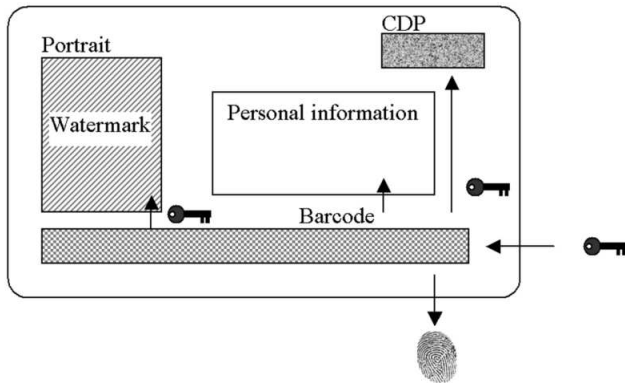 CDP
Portrait
Watermark
Personal information
Barcode